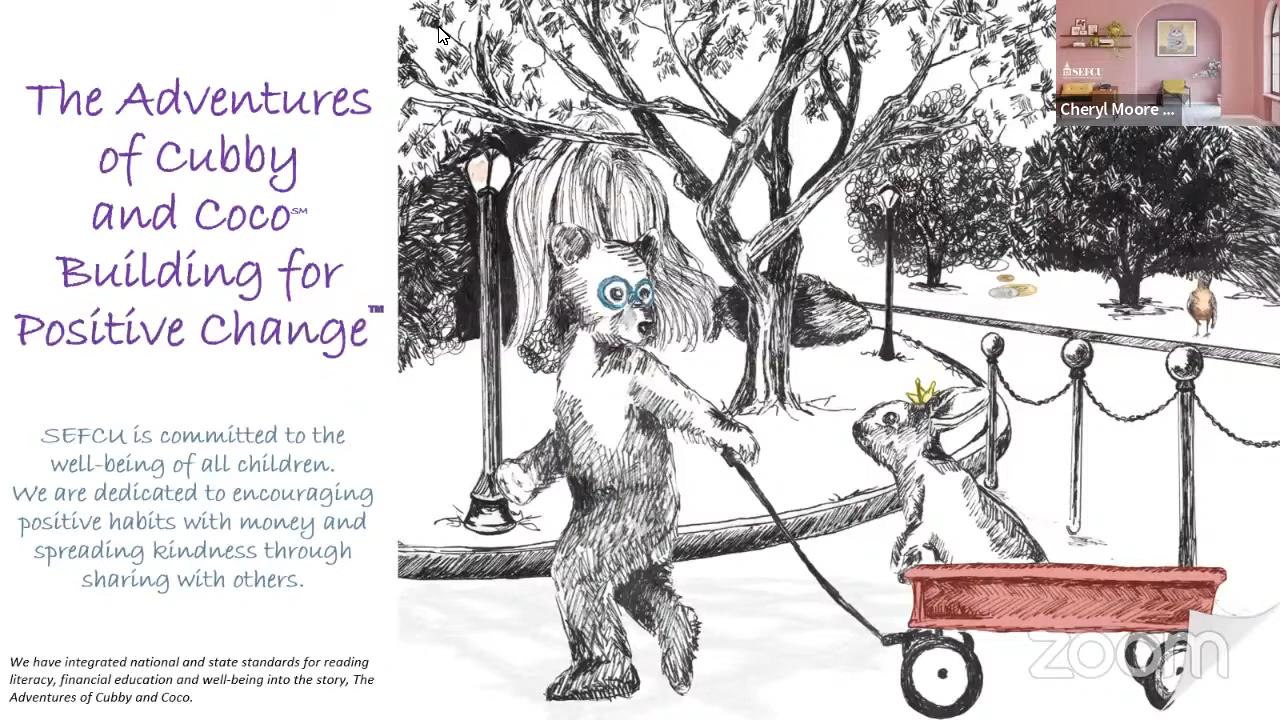 The Adventures
of Cubby
and Coco℠
Building for
Positive Change™
SEFCU is committed to the
well-being of all children.
We are dedicated to encouraging
positive habits with money and
spreading kindness through
sharing with others.
We have integrated national and state standards for reading
literacy, financial education and well-being into the story, The
Adventures of Cubby and Coco.
SEFCU
Cheryl Moore ...
zoom